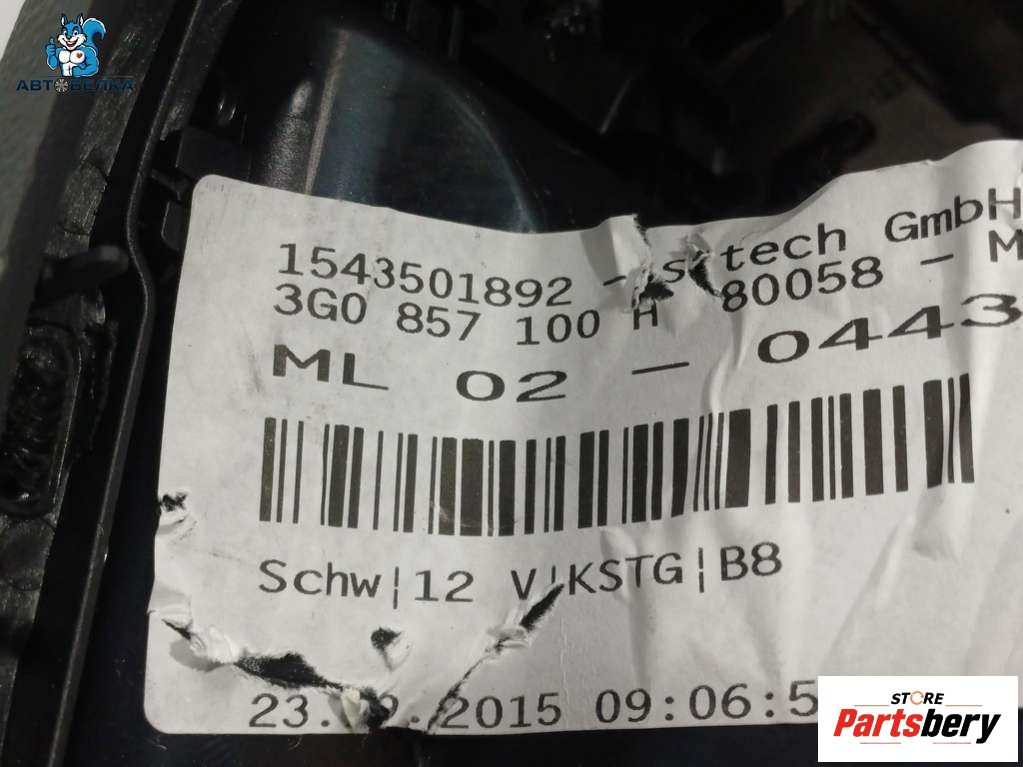 АВТОБЕЛКА
1543501892 - s tech GmbH
3G0 857 100 H 80058 - M
ML 02 - 0443
Schw|12 V|KSTG|B8
23. 2.2015 09:06:5
STORE
Partsbery